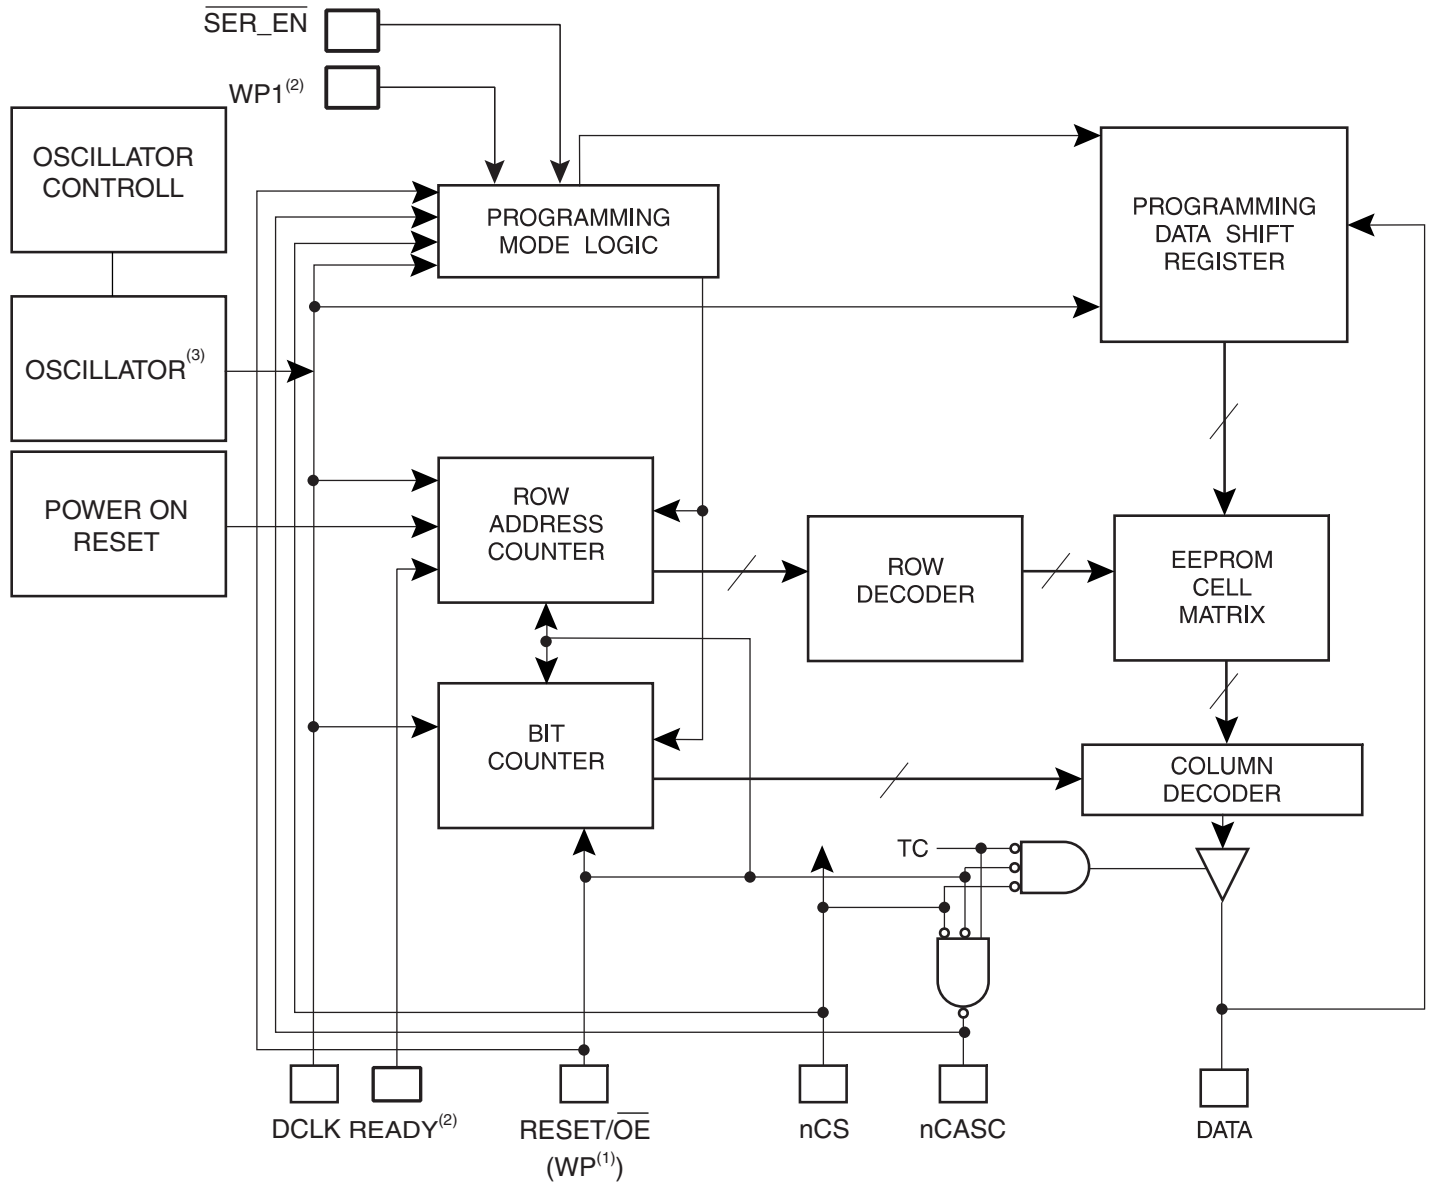 SER_EN
WP1(2)
OSCILLATOR
CONTROLL
PROGRAMMING
MODE LOGIC
PROGRAMMING
DATA SHIFT
REGISTER
OSCILLATOR(3)
POWER ON
RESET
ROW
ADDRESS
COUNTER
ROW
DECODER
EEPROM
CELL
MATRIX
BIT
COUNTER
COLUMN
DECODER
TC
DCLK
READY(2)
RESET/OE
(WP(1))
nCS
nCASC
DATA